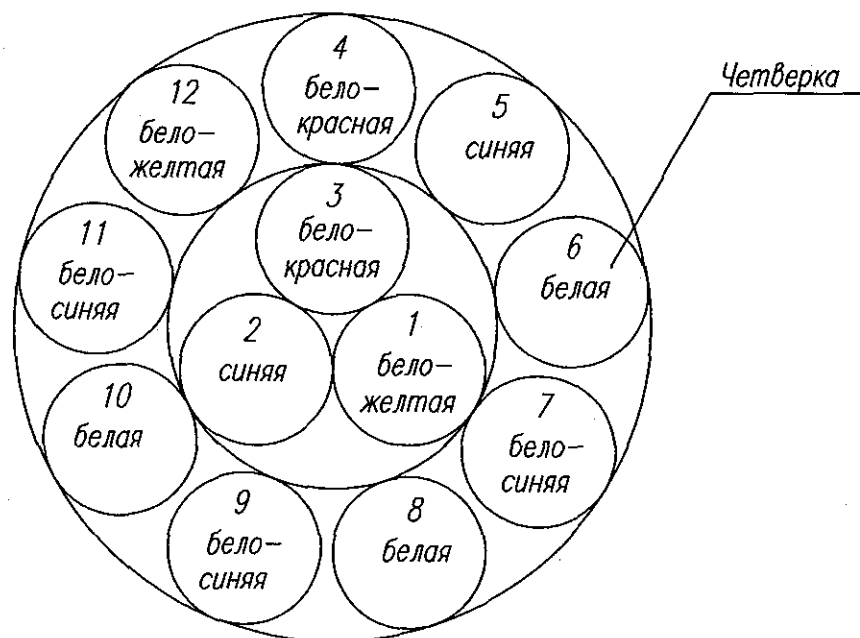 4
бело-
красная
12
бело-
желтая
5
синяя
Четверка
3
бело-
красная
11
бело-
синяя
6
белая
2
синяя
1
бело-
желтая
10
белая
7
бело-
синяя
9
бело-
синяя
8
белая